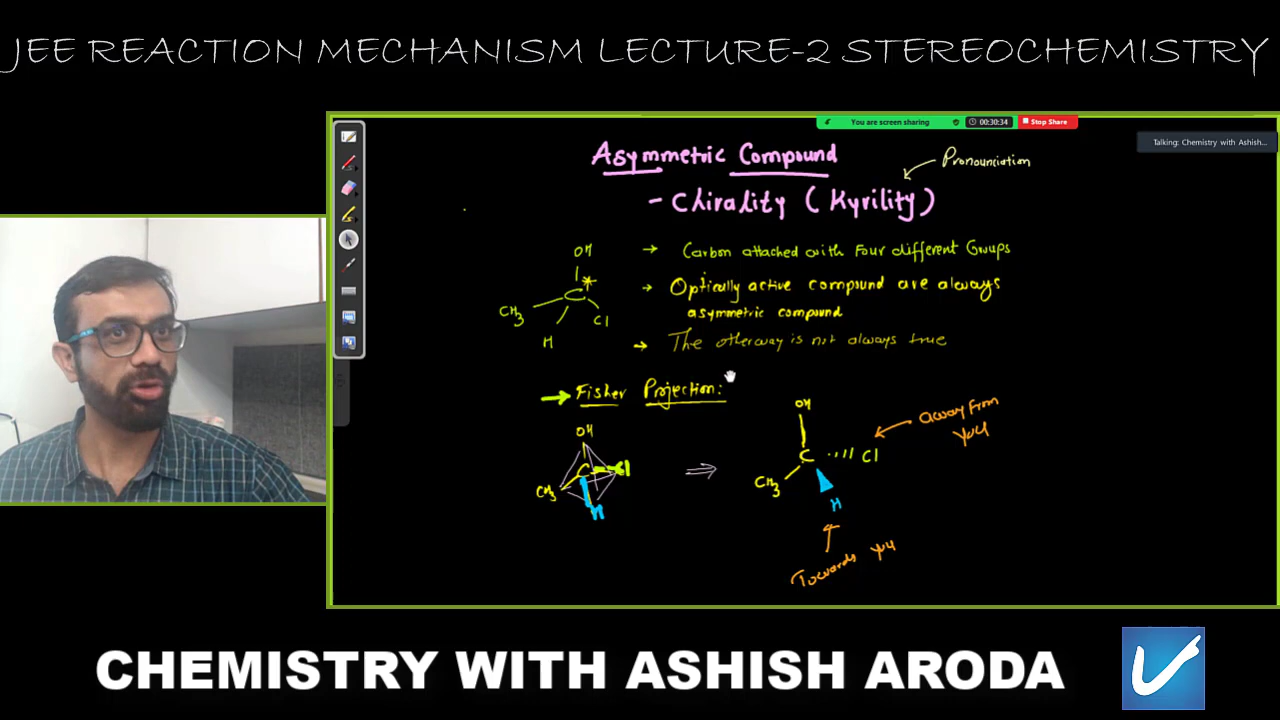 JEE REACTION MECHANISM LECTURE-2 STEREOCHEMISTRY
You are screen sharing
00:30:34
Stop Share
Talking: Chemistry with Ashish...
Asymmetric Compound
Pronounciation
- Chirality (Kyrility)
OH
→ Carbon attached with Four different Groups
C*
CH3
Cl
H
→ Optically active compound are always
asymmetric compound
→ The otherway is not always true
→ Fisher Projection:
OH
C
Cl
CH3
H
⇒
OH
C
Cl
CH3
H
away from
you
Towards you
CHEMISTRY WITH ASHISH ARODA